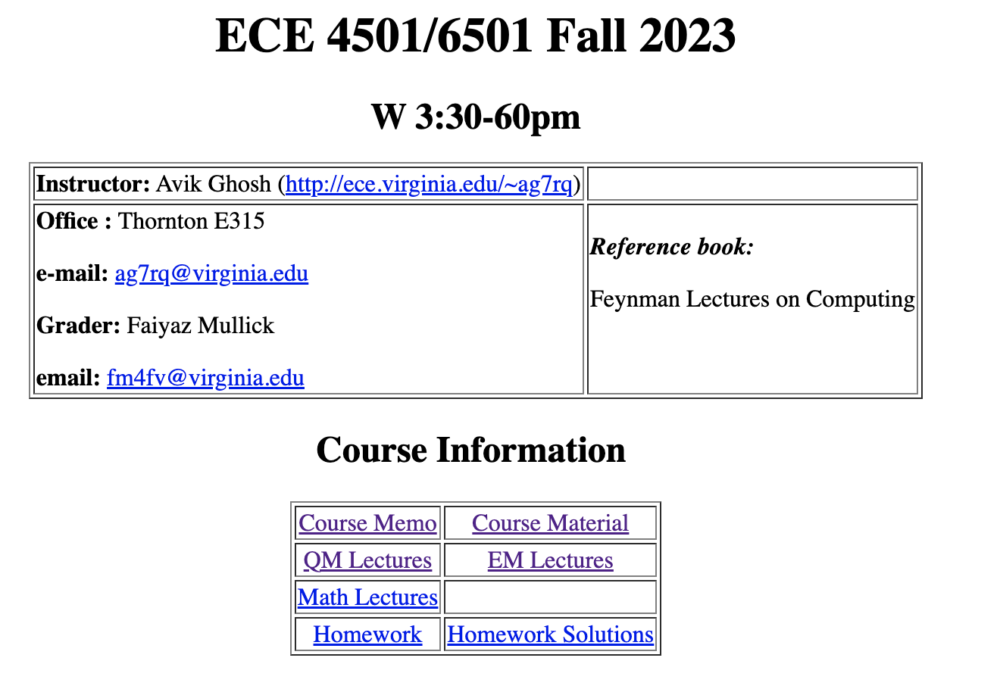 ECE 4501/6501 Fall 2023
W 3:30-60pm
Instructor: Avik Ghosh (http://ece.virginia.edu/~ag7rq)
Office : Thornton E315
e-mail: ag7rq@virginia.edu
Grader: Faiyaz Mullick
email: fm4fv@virginia.edu
Reference book:
Feynman Lectures on Computing
Course Information
Course Memo
Course Material
QM Lectures
EM Lectures
Math Lectures
Homework
Homework Solutions